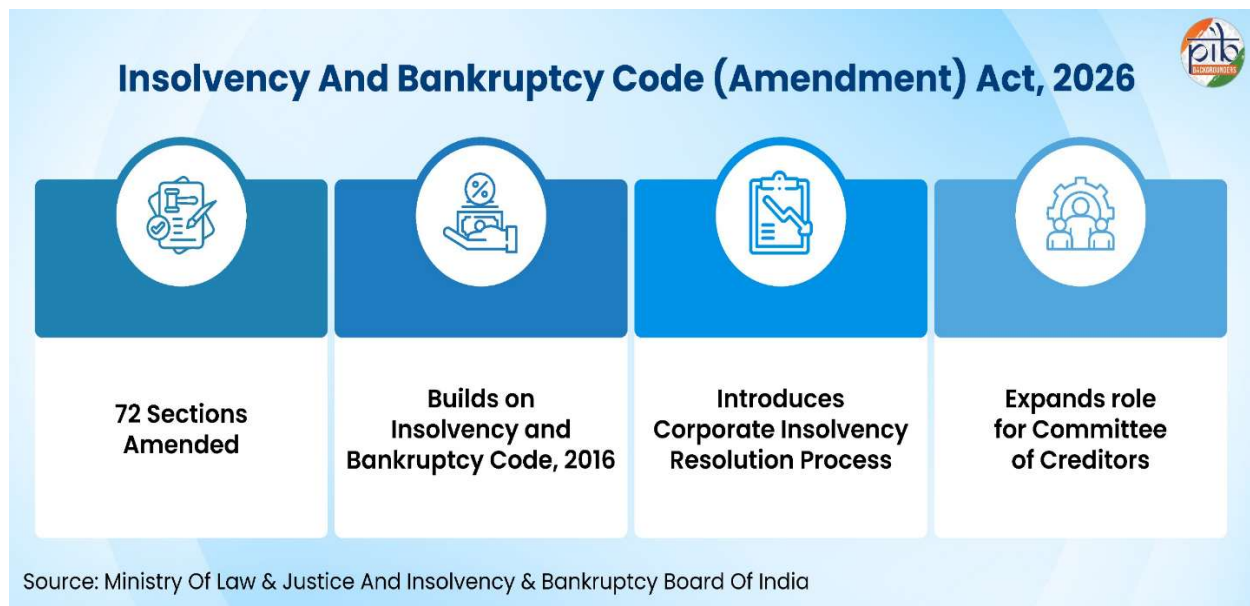 Insolvency And Bankruptcy Code (Amendment) Act, 2026
pib
BACKGROUNDERS
%
72 Sections
Amended
Builds on
Insolvency and
Bankruptcy Code, 2016
Introduces
Corporate Insolvency
Resolution Process
Expands role
for Committee
of Creditors
Source: Ministry Of Law & Justice And Insolvency & Bankruptcy Board Of India